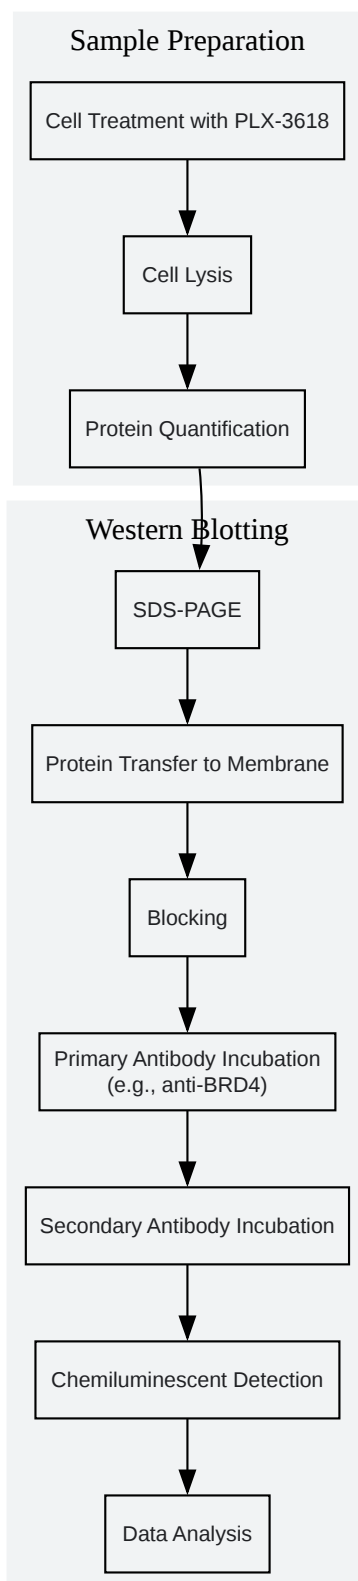 Sample Preparation
Cell Treatment with PLX-3618
Cell Lysis
Protein Quantification
Western Blotting
SDS-PAGE
Protein Transfer to Membrane
Blocking
Primary Antibody Incubation
(e.g., anti-BRD4)
Secondary Antibody Incubation
Chemiluminescent Detection
Data Analysis